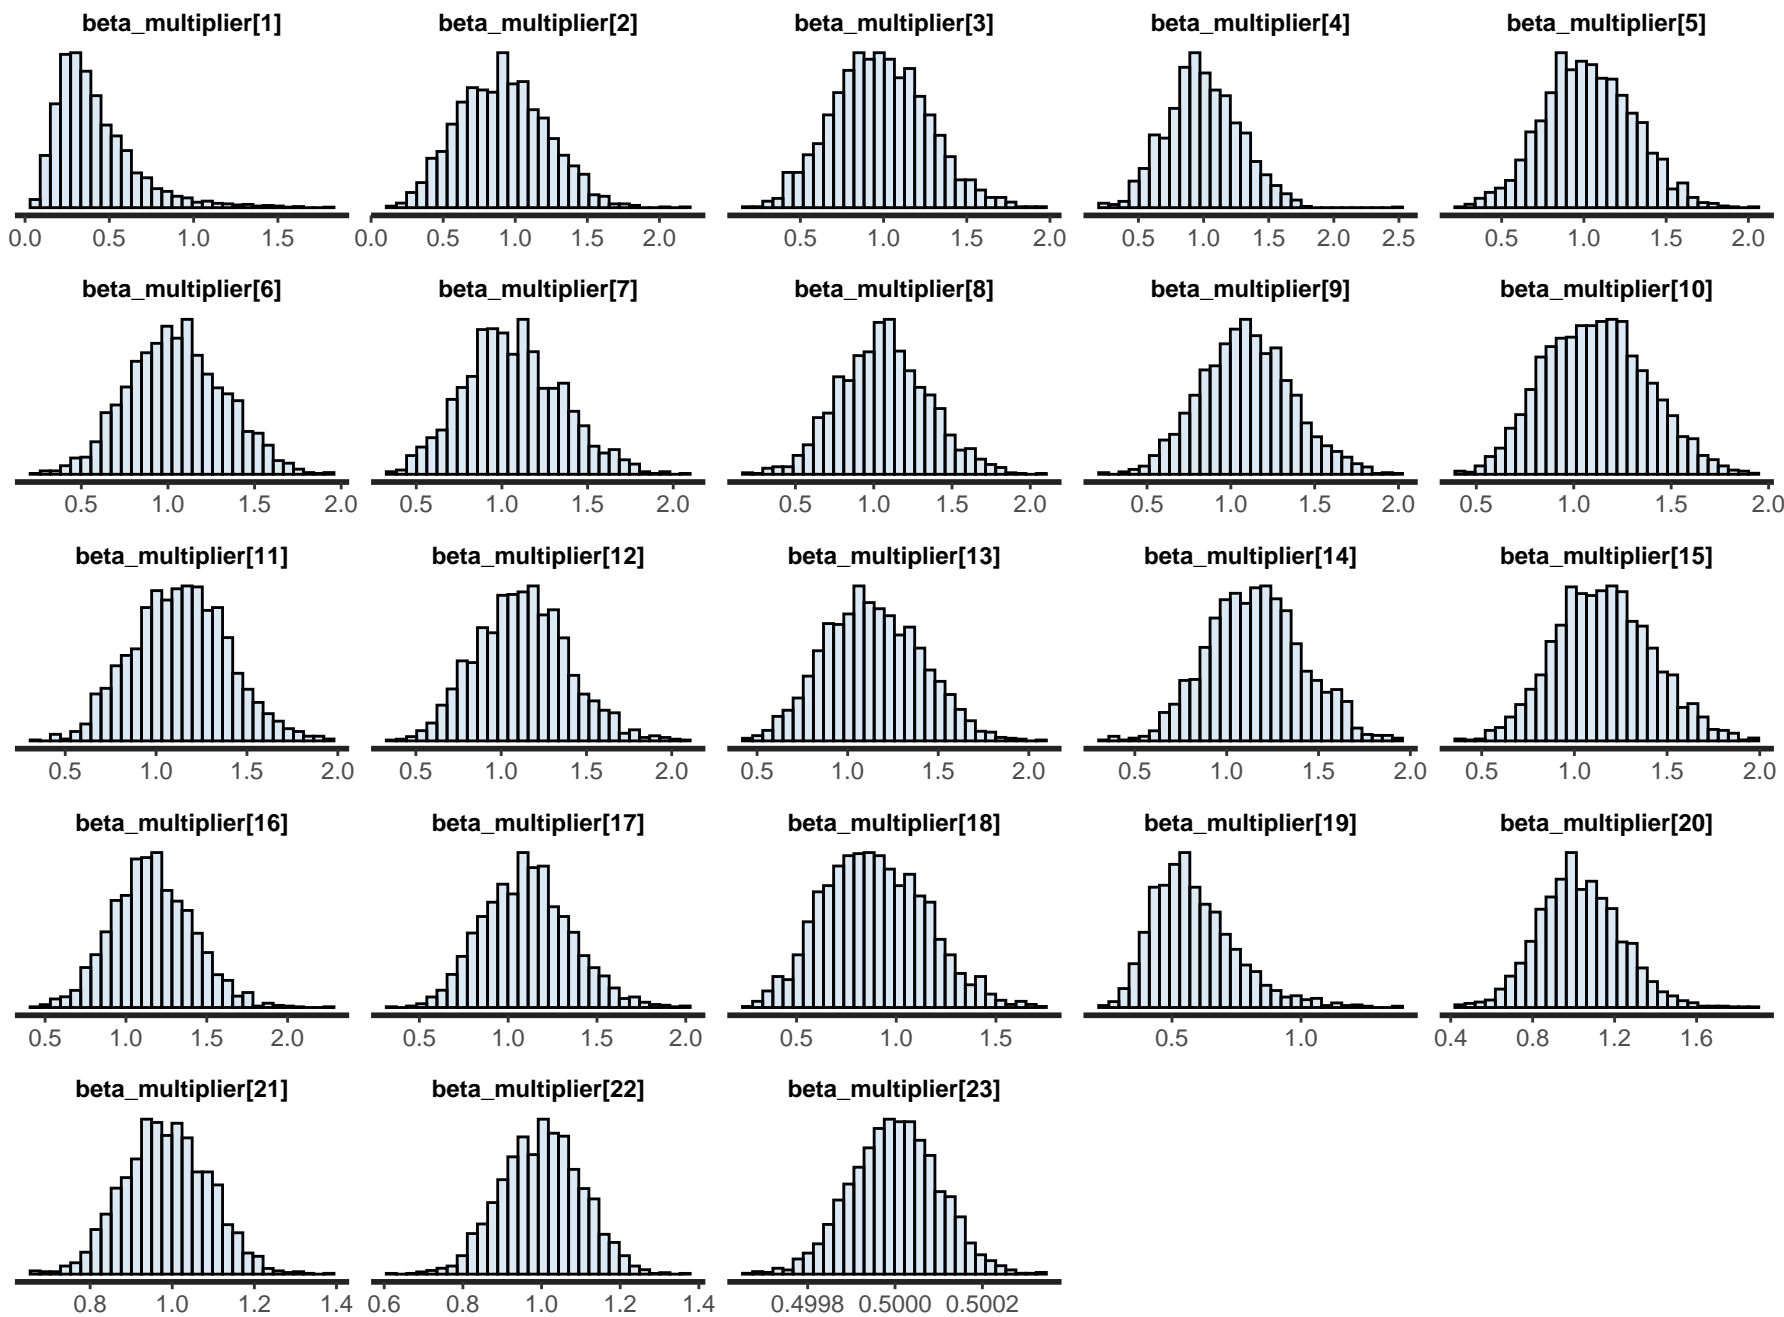 beta_multiplier[1] beta_multiplier[2] beta_multiplier[3] beta_multiplier[4] beta_multiplier[5]
0.0 0.5 1.0 1.5 0.0 0.5 1.0 1.5 2.0 0.5 1.0 1.5 2.0 0.5 1.0 1.5 2.0 2.5 0.5 1.0 1.5 2.0
beta_multiplier[6] beta_multiplier[7] beta_multiplier[8] beta_multiplier[9] beta_multiplier[10]
0.5 1.0 1.5 2.0 0.5 1.0 1.5 2.0 0.5 1.0 1.5 2.0 0.5 1.0 1.5 2.0 0.5 1.0 1.5 2.0
beta_multiplier[11] beta_multiplier[12] beta_multiplier[13] beta_multiplier[14] beta_multiplier[15]
0.5 1.0 1.5 2.0 0.5 1.0 1.5 2.0 0.5 1.0 1.5 2.0 0.5 1.0 1.5 2.0 0.5 1.0 1.5 2.0
beta_multiplier[16] beta_multiplier[17] beta_multiplier[18] beta_multiplier[19] beta_multiplier[20]
0.5 1.0 1.5 2.0 0.5 1.0 1.5 2.0 0.5 1.0 1.5 0.5 1.0 0.4 0.8 1.2 1.6
beta_multiplier[21] beta_multiplier[22] beta_multiplier[23]
0.8 1.0 1.2 1.4 0.6 0.8 1.0 1.2 1.4 0.4998 0.5000 0.5002